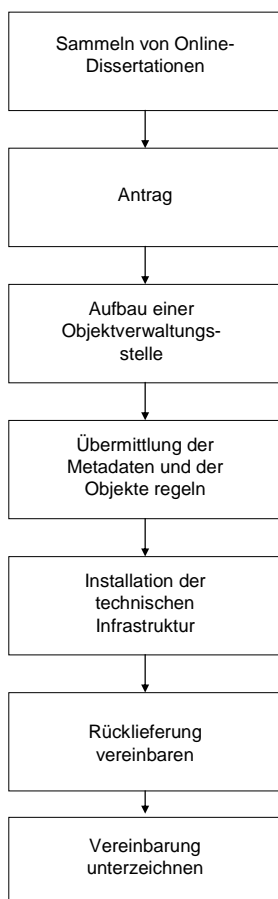 Sammeln von Online-
Dissertationen
Antrag
Aufbau einer
Objektverwaltungs-
stelle
Übermittlung der
Metadaten und der
Objekte regeln
Installation der
technischen
Infrastruktur
Rücklieferung
vereinbaren
Vereinbarung
unterzeichnen